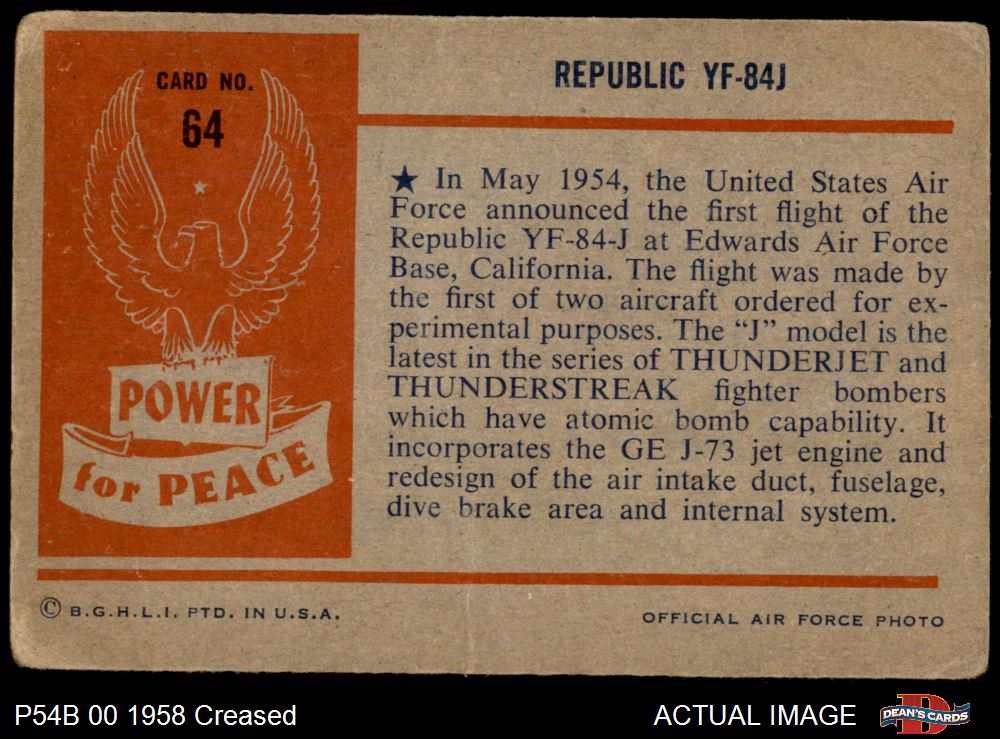 CARD NO.
64
POWER
for PEACE
REPUBLIC YF-84J
★ In May 1954, the United States Air
Force announced the first flight of the
Republic YF-84-J at Edwards Air Force
Base, California. The flight was made by
the first of two aircraft ordered for ex-
perimental purposes. The “J” model is the
latest in the series of THUNDERJET and
THUNDERSTREAK fighter bombers
which have atomic bomb capability. It
incorporates the GE J-73 jet engine and
redesign of the air intake duct, fuselage,
dive brake area and internal system.
© B.G.H.L.I. PTD. IN U.S.A.
OFFICIAL AIR FORCE PHOTO
P54B 00 1958 Creased
ACTUAL IMAGE
D
DEAN'S CARDS